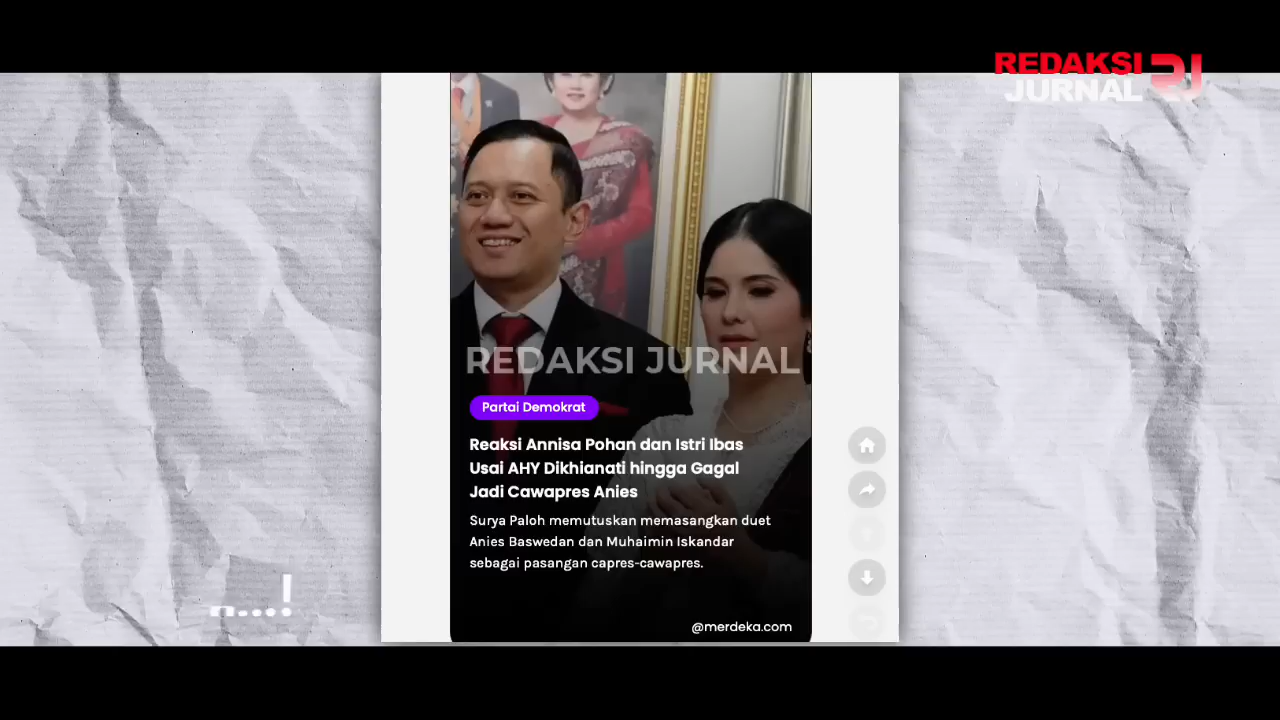 REDAKSI
JURNAL RJ
REDAKSI JURNAL
Partai Demokrat
Reaksi Annisa Pohan dan Istri Ibas
Usai AHY Dikhianati hingga Gagal
Jadi Cawapres Anies
Surya Paloh memutuskan memasangkan duet
Anies Baswedan dan Muhaimin Iskandar
sebagai pasangan capres-cawapres.
@merdeka.com